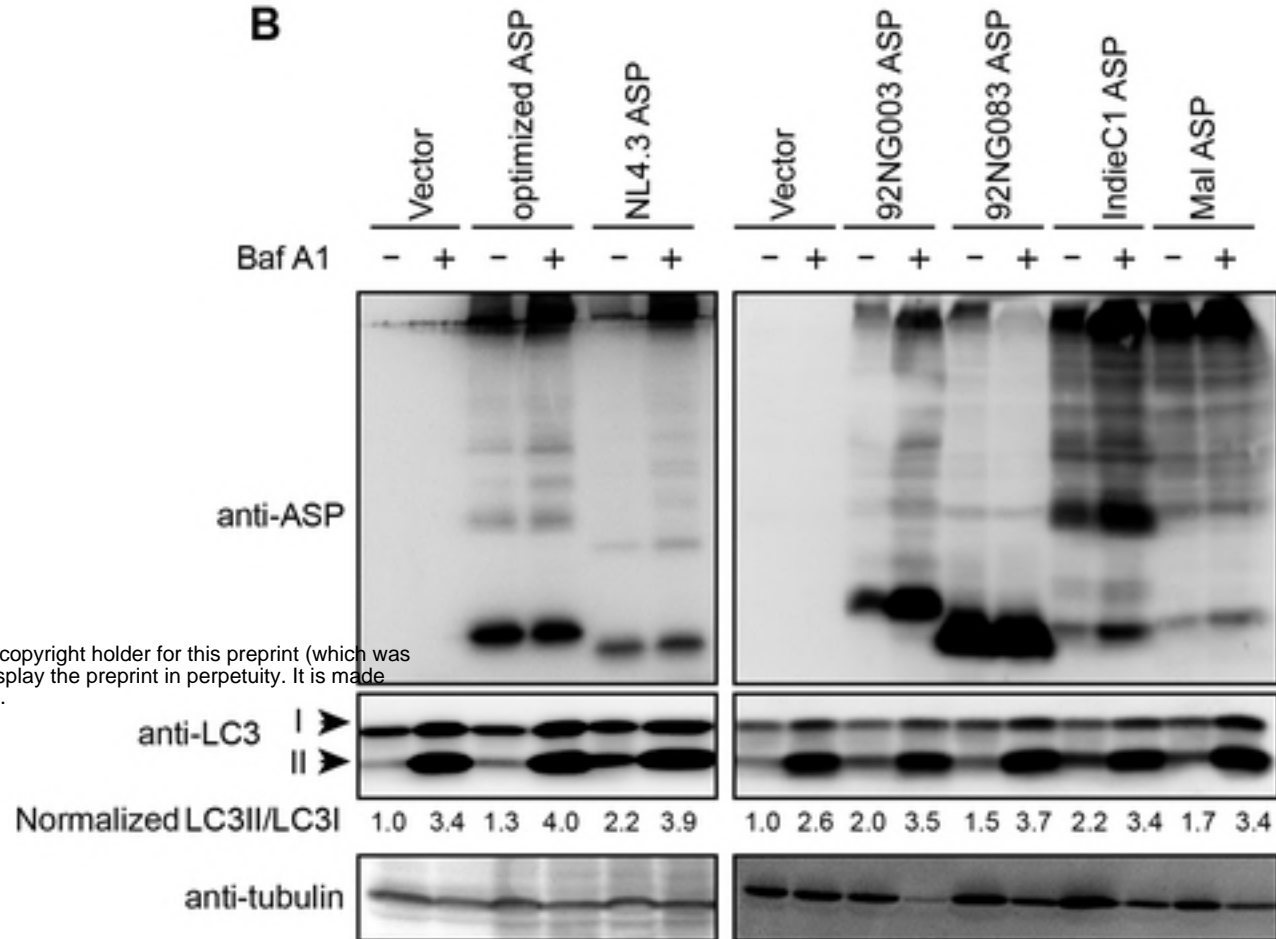 B
Vector
optimized ASP
NL4.3 ASP
Vector
92NG003 ASP
92NG083 ASP
IndieC1 ASP
Mal ASP
Baf A1 - + - + - + - + - + - + - + - +
anti-ASP
copyright holder for this preprint (which was
splay the preprint in perpetuity. It is made
.
anti-LC3 I
II
Normalized LC3II/LC3I 1.0 3.4 1.3 4.0 2.2 3.9 1.0 2.6 2.0 3.5 1.5 3.7 2.2 3.4 1.7 3.4
anti-tubulin